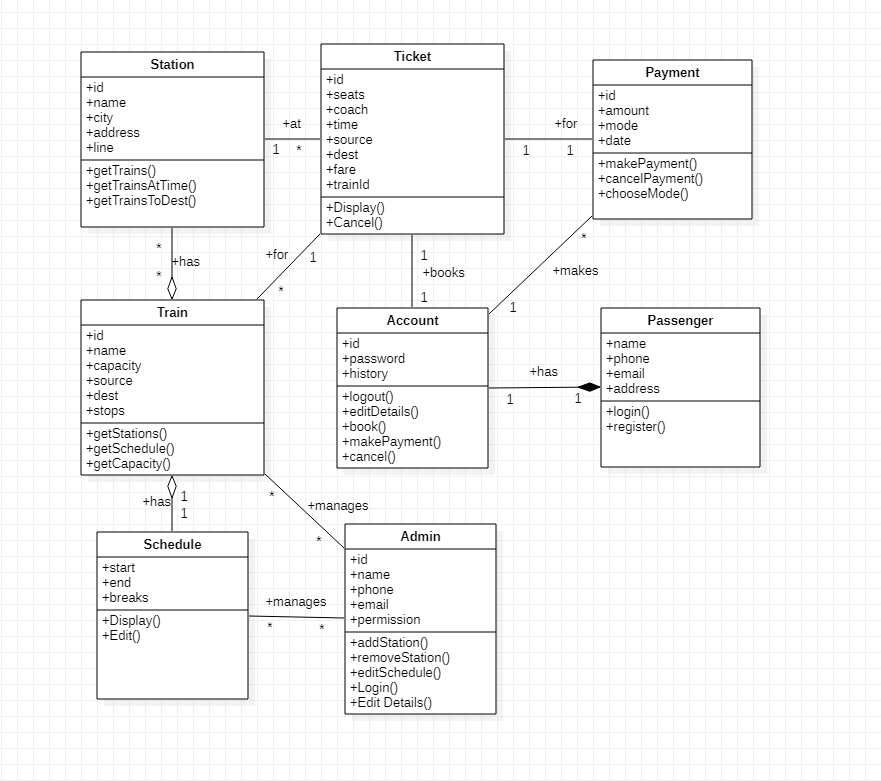 Station
+id
+name
+city
+address
+line
+getTrains()
+getTrainsAtTime()
+getTrainsToDest()
+at
1
*
Ticket
+id
+seats
+coach
+time
+source
+dest
+fare
+trainId
+Display()
+Cancel()
+for
1
1
Payment
+id
+amount
+mode
+date
+makePayment()
+cancelPayment()
+chooseMode()
*
+has
*
+for
1
*
1
+books
1
*
+makes
1
Train
+id
+name
+capacity
+source
+dest
+stops
+getStations()
+getSchedule()
+getCapacity()
Account
+id
+password
+history
+logout()
+editDetails()
+book()
+makePayment()
+cancel()
+has
1
1
Passenger
+name
+phone
+email
+address
+login()
+register()
+has
1
1
*
+manages
*
Schedule
+start
+end
+breaks
+Display()
+Edit()
+manages
*
*
Admin
+id
+name
+phone
+email
+permission
+addStation()
+removeStation()
+editSchedule()
+Login()
+Edit Details()